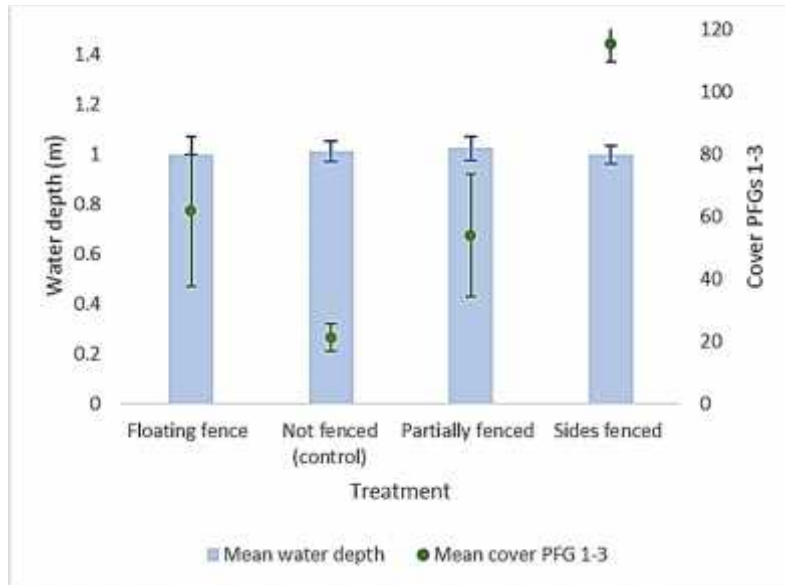 120
1.4
100
1.2
1
80
0.8
60
0.6
40
0.4
20
0.2
0
0
Water depth (m)
Cover PFGs 1-3
Floating fence
Not fenced
(control)
Partially fenced
Sides fenced
Treatment
Mean water depth
Mean cover PFG 1-3